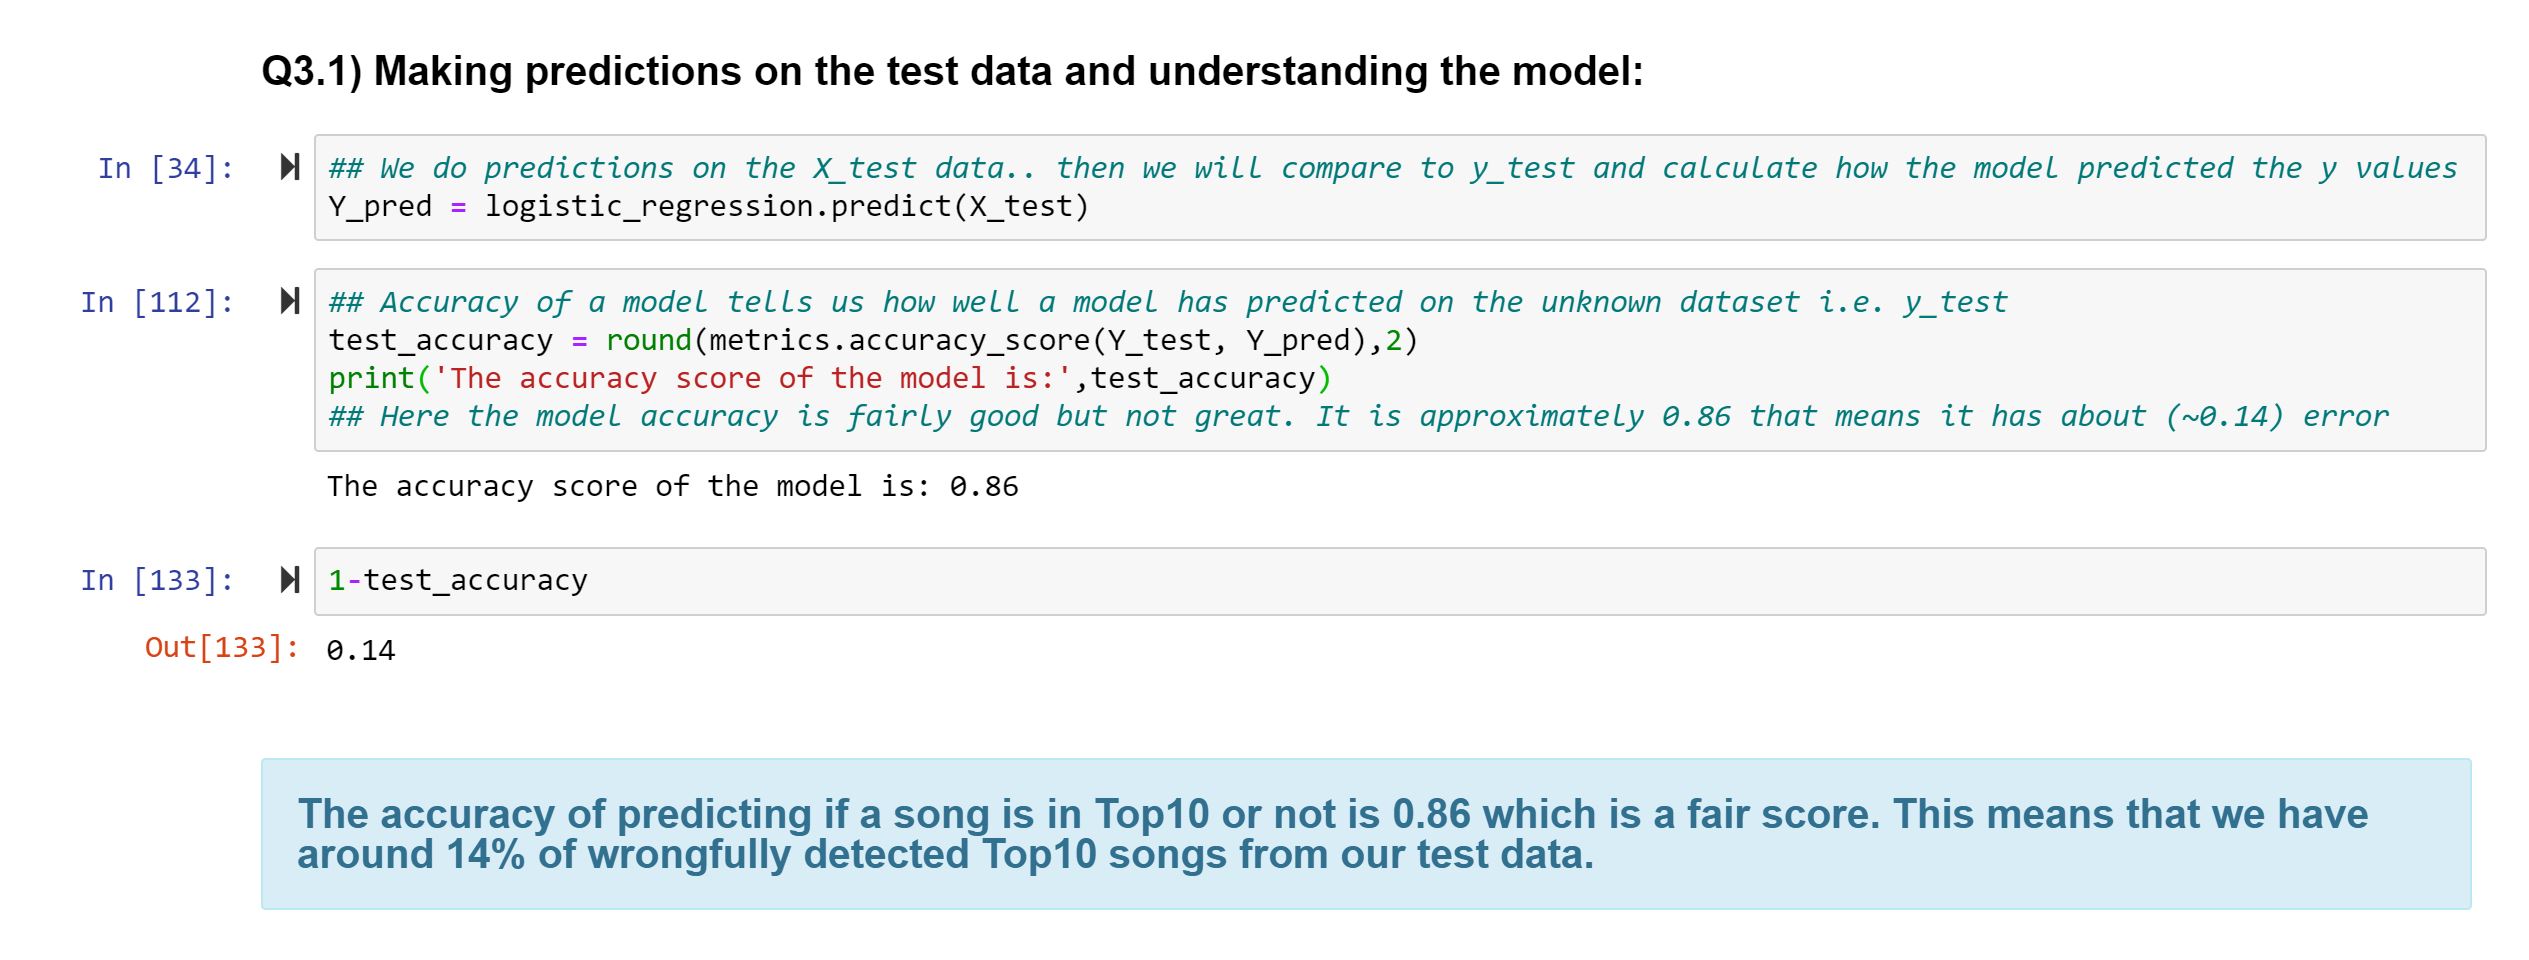 Q3.1) Making predictions on the test data and understanding the model:
In [34]:
## We do predictions on the X_test data.. then we will compare to y_test and calculate how the model predicted the y values
Y_pred = logistic_regression.predict(X_test)
In [112]:
## Accuracy of a model tells us how well a model has predicted on the unknown dataset i.e. y_test
test_accuracy = round(metrics.accuracy_score(Y_test, Y_pred),2)
print('The accuracy score of the model is:',test_accuracy)
## Here the model accuracy is fairly good but not great. It is approximately 0.86 that means it has about (~0.14) error
The accuracy score of the model is: 0.86
In [133]:
1-test_accuracy
Out[133]:
0.14
The accuracy of predicting if a song is in Top10 or not is 0.86 which is a fair score. This means that we have
around 14% of wrongfully detected Top10 songs from our test data.